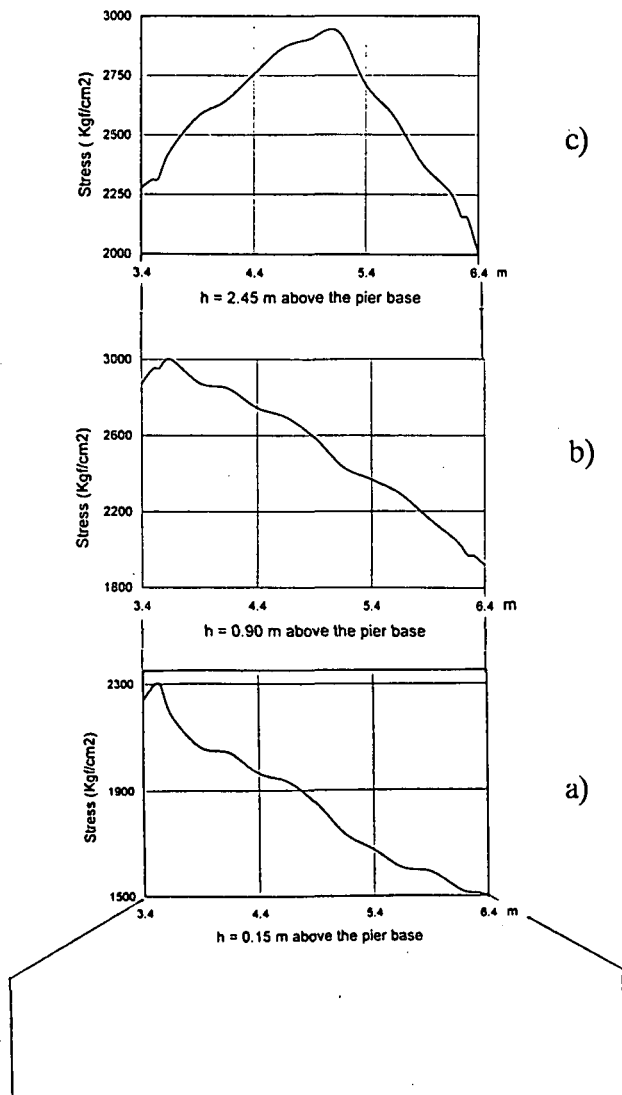 3000
2750
2500
2250
2000
Stress ( Kgf/cm2)
3.4 4.4 5.4 6.4 m
h = 2.45 m above the pier base
c)
3000
2600
2200
1800
Stress (Kgf/cm2)
3.4 4.4 5.4 6.4 m
h = 0.90 m above the pier base
b)
2300
1900
1500
Stress (Kgf/cm2)
3.4 4.4 5.4 6.4 m
h = 0.15 m above the pier base
a)